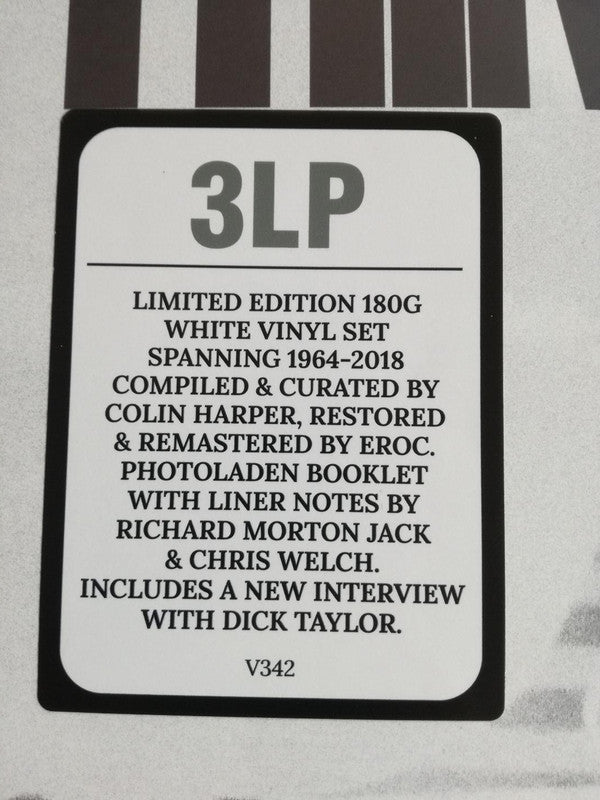 3LP
LIMITED EDITION 180G
WHITE VINYL SET
SPANNING 1964-2018
COMPILED & CURATED BY
COLIN HARPER, RESTORED
& REMASTERED BY EROC.
PHOTOLADEN BOOKLET
WITH LINER NOTES BY
RICHARD MORTON JACK
& CHRIS WELCH.
INCLUDES A NEW INTERVIEW
WITH DICK TAYLOR.
V342